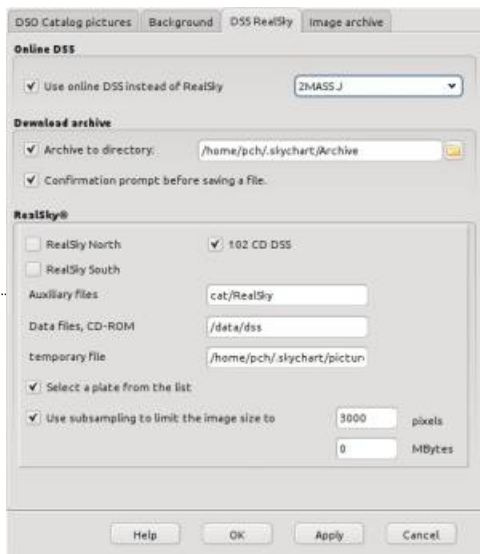 DSO Catalog pictures Background DSS RealSky Image archive
Online DSS
Use online DSS instead of RealSky 2MASS J
Download archive
Archive to directory: /home/pch/.skychart/Archive
Confirmation prompt before saving a file.
RealSky®
RealSky North 102 CD DSS
RealSky South
Auxiliary files cat/RealSky
Data files, CD-ROM /data/dss
temporary file /home/pch/.skychart/pictur
Select a plate from the list
Use subsampling to limit the image size to 3000 pixels
0 MBytes
Help OK Apply Cancel